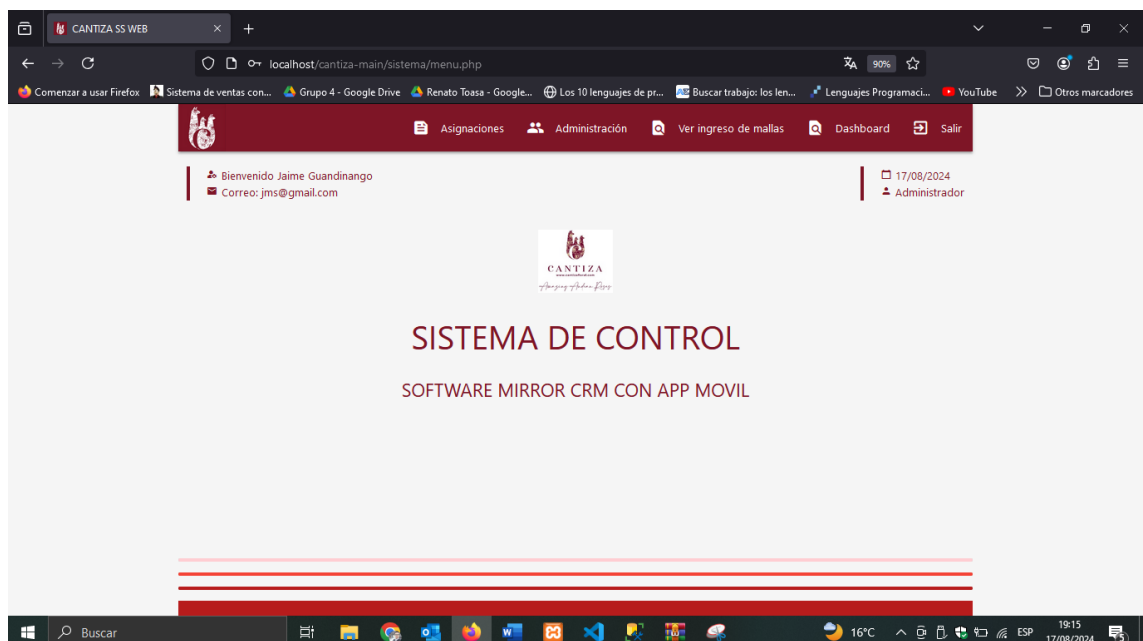 CANTIZA SS WEB
localhost/cantiza-main/sistema/menu.php
90%
Comenzar a usar Firefox Sistema de ventas con... Grupo 4 - Google Drive Renato Toasa - Google... Los 10 lenguajes de pr... Buscar trabajo: los len... Lenguajes Programaci... YouTube Otros marcadores
Asignaciones Administración Ver ingreso de mallas Dashboard Salir
Bienvenido Jaime Guandinango
Correo: jms@gmail.com
17/08/2024
Administrador
CANTIZA
SISTEMA DE CONTROL
SOFTWARE MIRROR CRM CON APP MOVIL
Buscar
16°C
ESP
19:15
17/08/2024